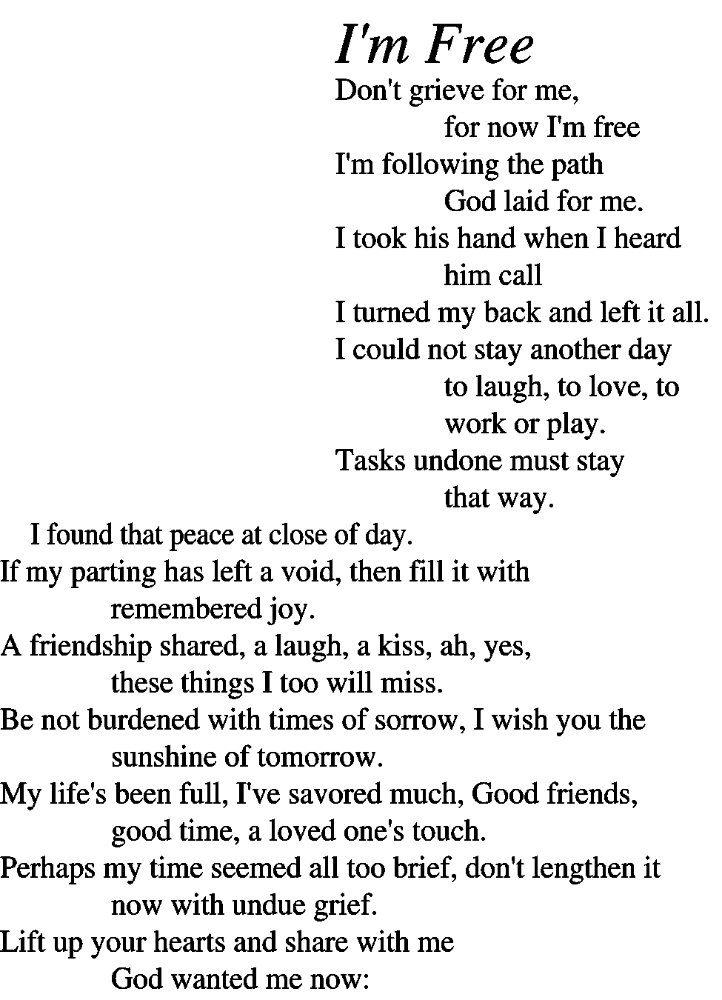 I'm Free
Don't grieve for me,
for now I'm free
I'm following the path
God laid for me.
I took his hand when I heard
him call
I turned my back and left it all.
I could not stay another day
to laugh, to love, to
work or play.
Tasks undone must stay
that way.
I found that peace at close of day.
If my parting has left a void, then fill it with
remembered joy.
A friendship shared, a laugh, a kiss, ah, yes,
these things I too will miss.
Be not burdened with times of sorrow, I wish you the
sunshine of tomorrow.
My life's been full, I've savored much, Good friends,
good time, a loved one's touch.
Perhaps my time seemed all too brief, don't lengthen it
now with undue grief.
Lift up your hearts and share with me
God wanted me now: